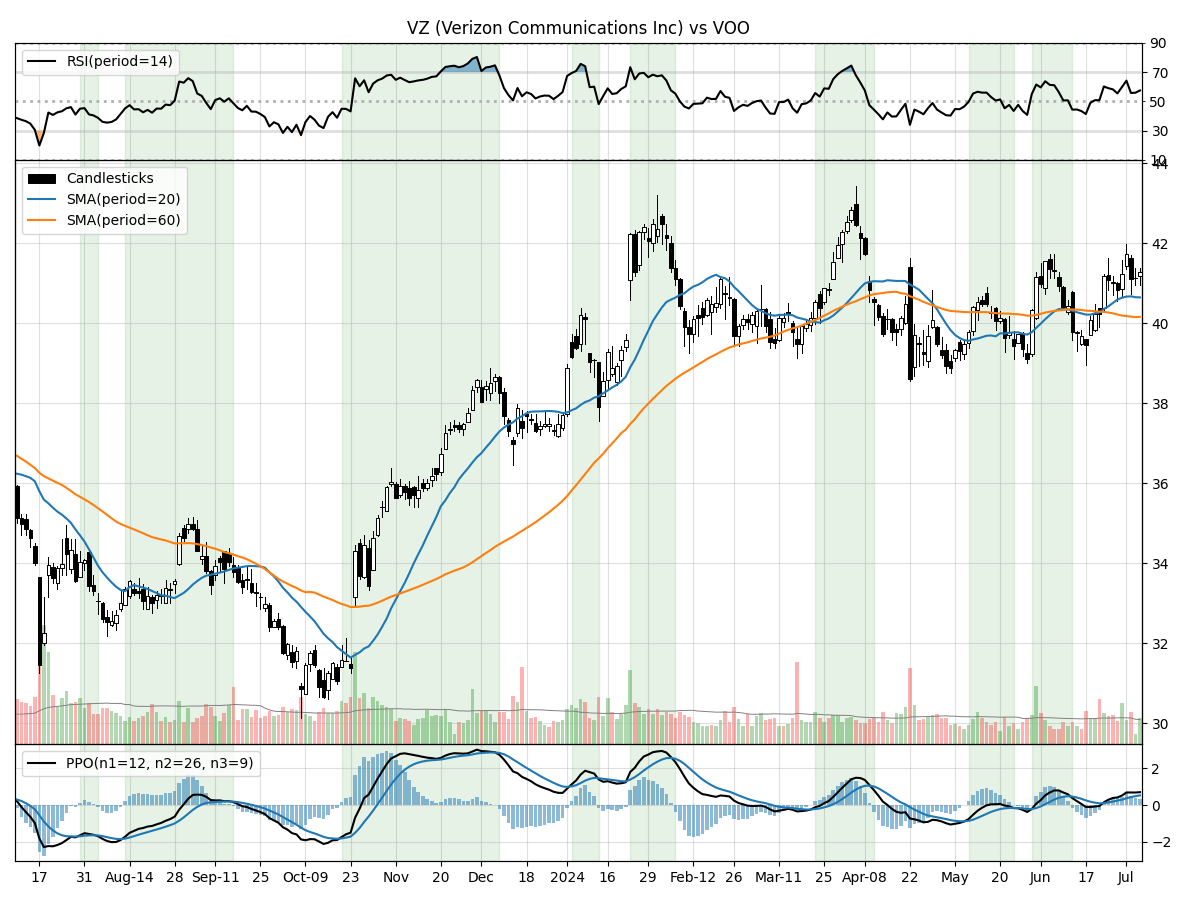 VZ (Verizon Communications Inc) vs VOO
RSI(period=14)
90
70
50
30
10
Candlesticks
SMA(period=20)
SMA(period=60)
44
42
40
38
36
34
32
30
PPO(n1=12, n2=26, n3=9)
2
0
−2
17 31 Aug-14 28 Sep-11 25 Oct-09 23 Nov 20 Dec 18 2024 16 29 Feb-12 26 Mar-11 25 Apr-08 22 May 20 Jun 17 Jul